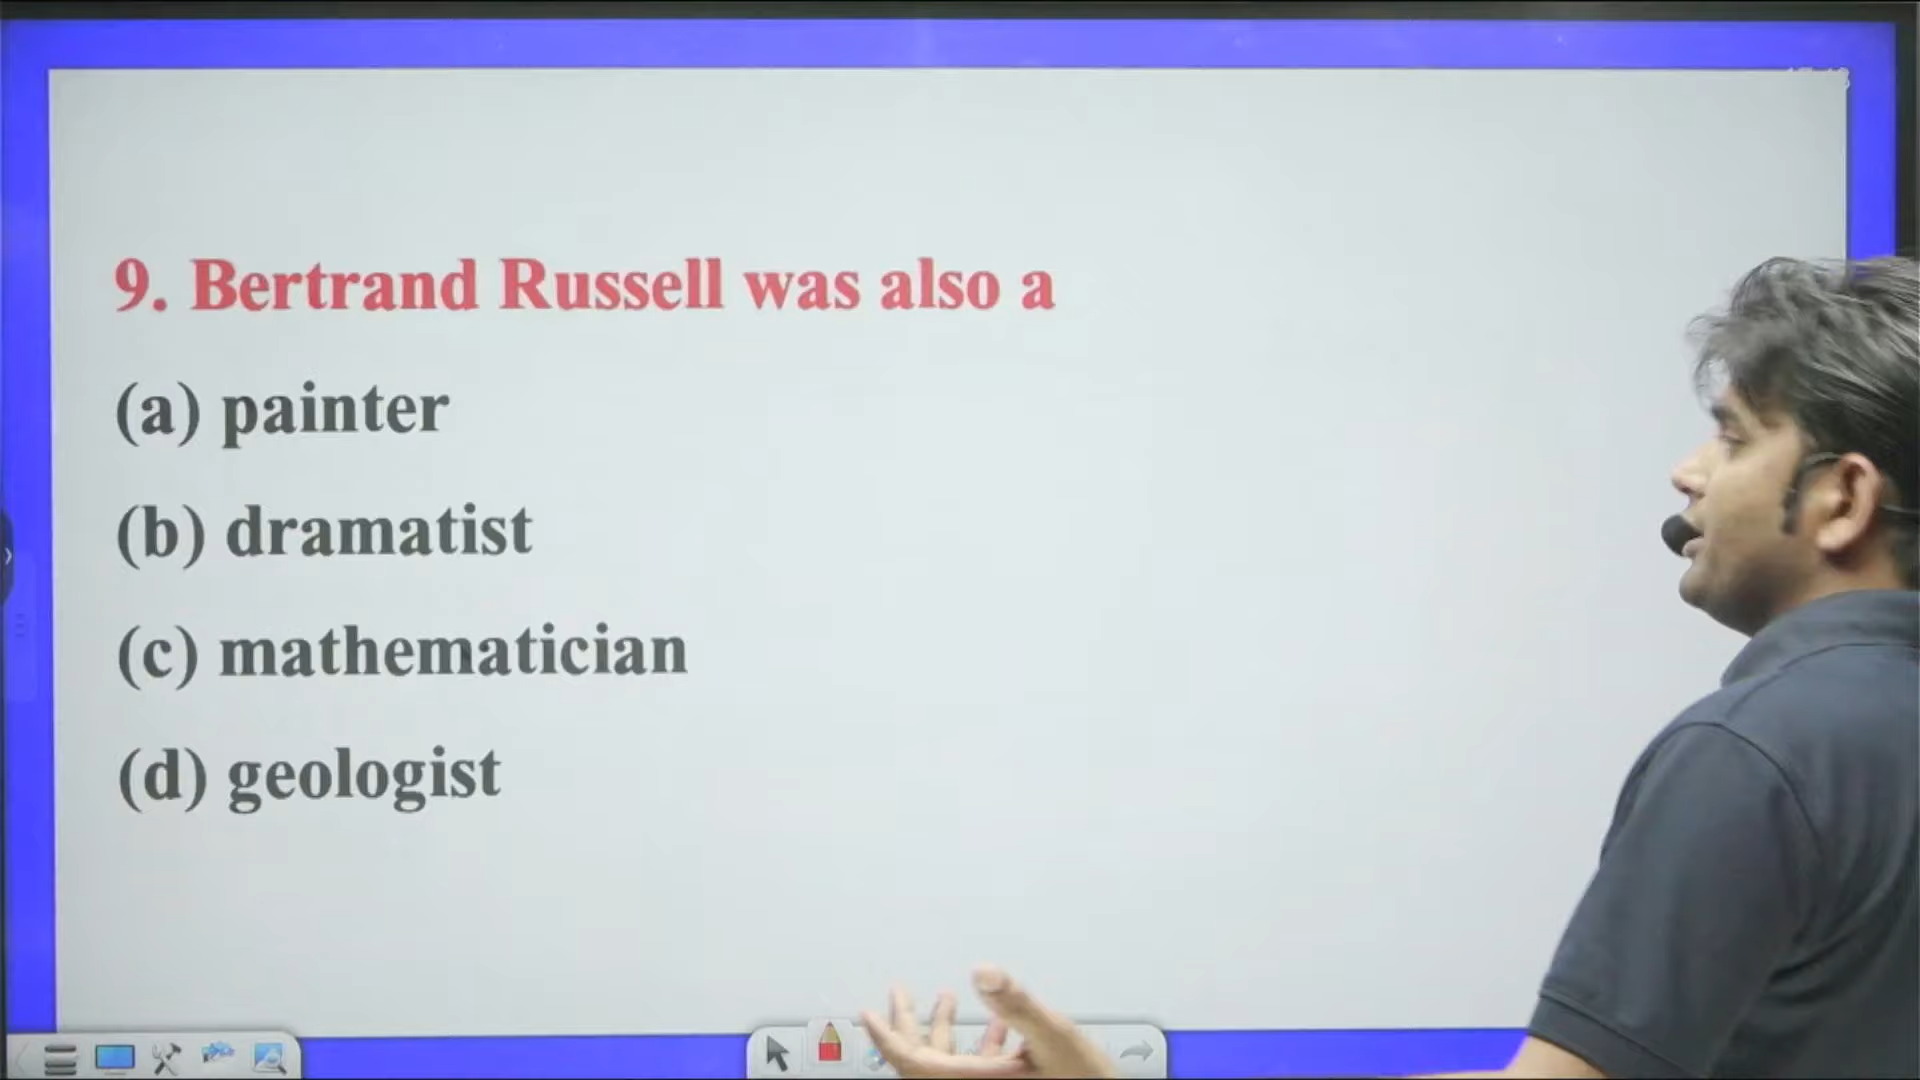 9. Bertrand Russell was also a
(a) painter
(b) dramatist
(c) mathematician
(d) geologist